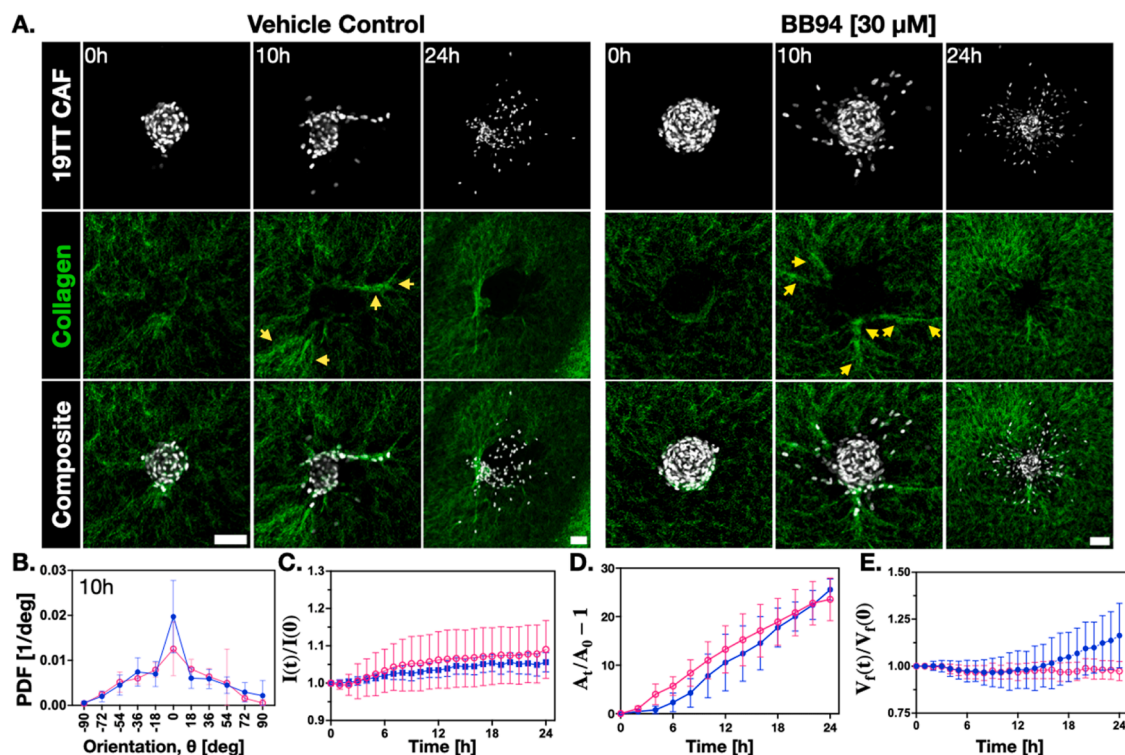 A.
Vehicle Control
BB94 [30 µM]
19TT CAF
0h
10h
24h
0h
10h
24h
Collagen
Composite
B.
10h
PDF [1/deg]
0.03
0.02
0.01
0.00
-90
-72
-54
-36
-18
0
18
36
54
72
90
Orientation, θ [deg]
C.
I(t)/I(0)
1.3
1.2
1.1
1.0
0.9
0 6 12 18 24
Time [h]
D.
At/A0 − 1
30
20
10
0
0 6 12 18 24
Time [h]
E.
Vf(t)/Vf(0)
1.50
1.25
1.00
0.75
0 6 12 18 24
Time [h]